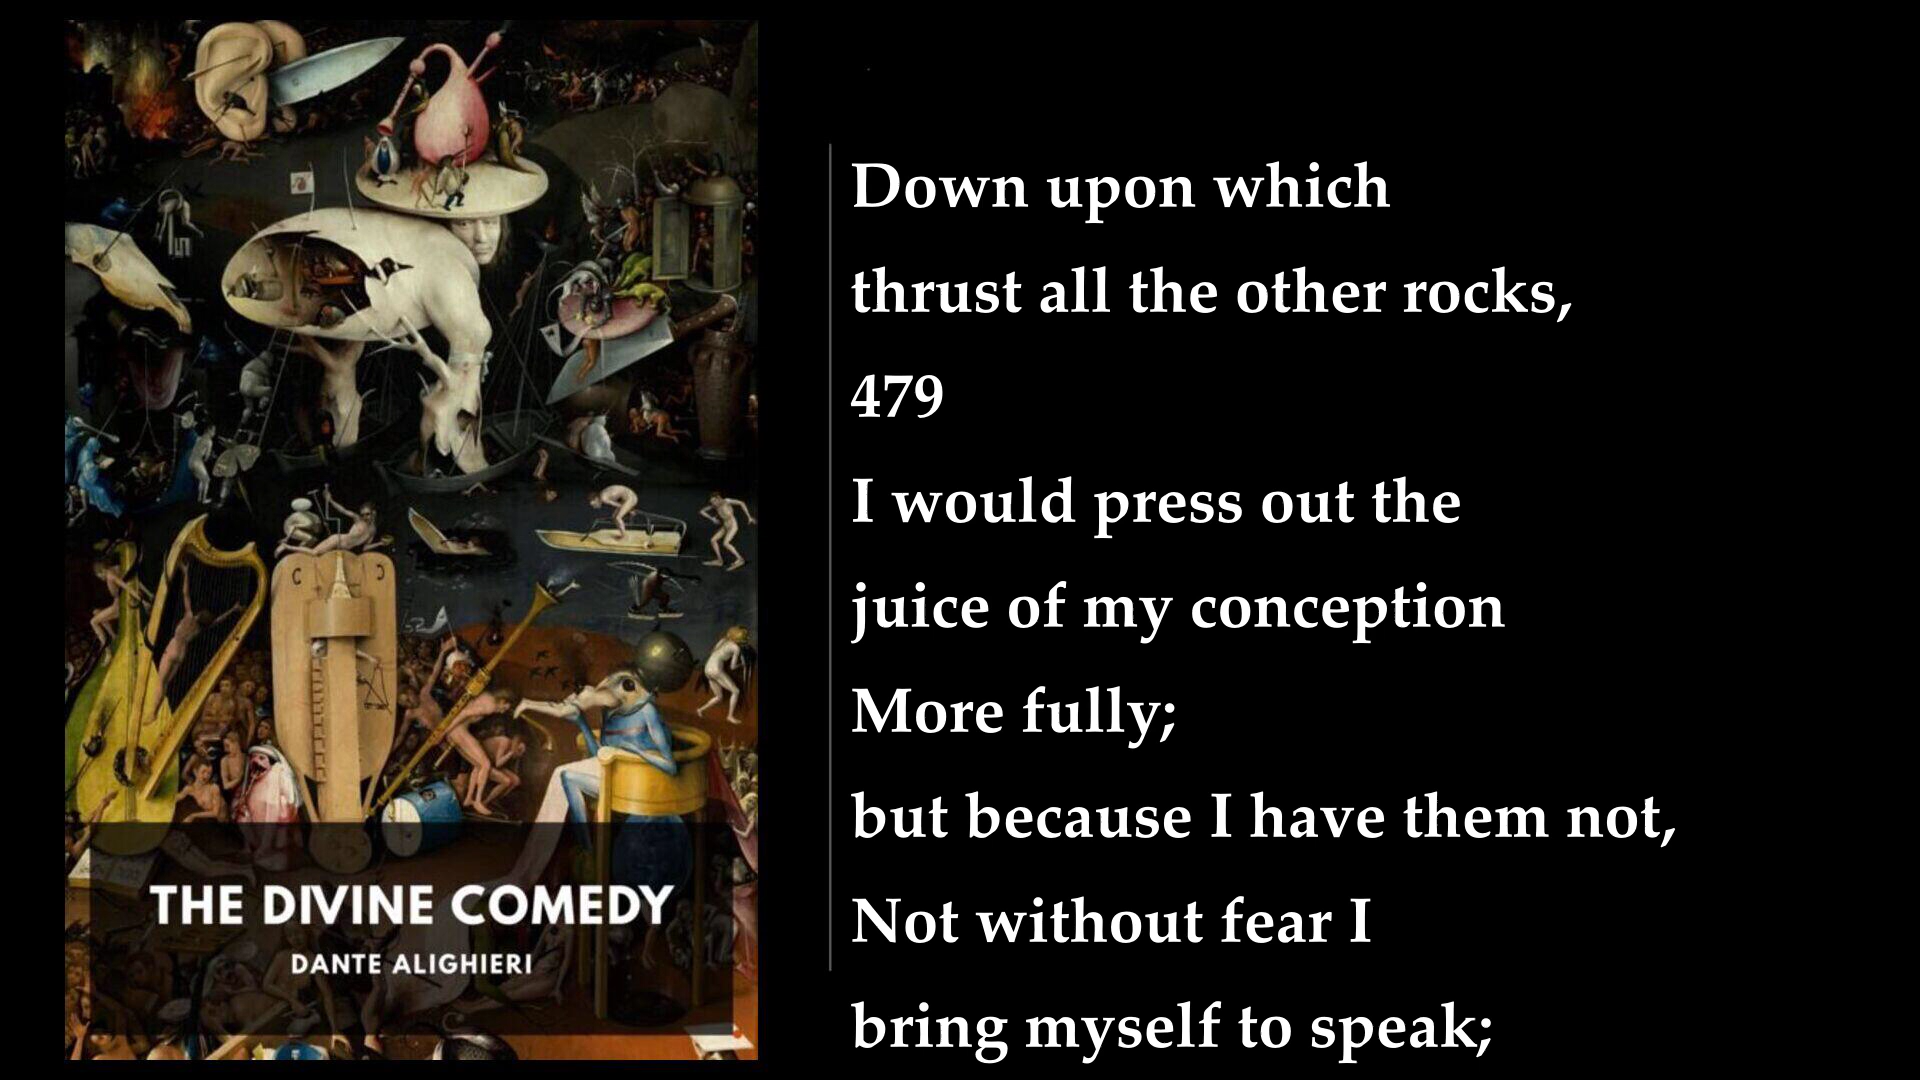 THE DIVINE COMEDY
DANTE ALIGHIERI
Down upon which
thrust all the other rocks,
479
I would press out the
juice of my conception
More fully;
but because I have them not,
Not without fear I
bring myself to speak;